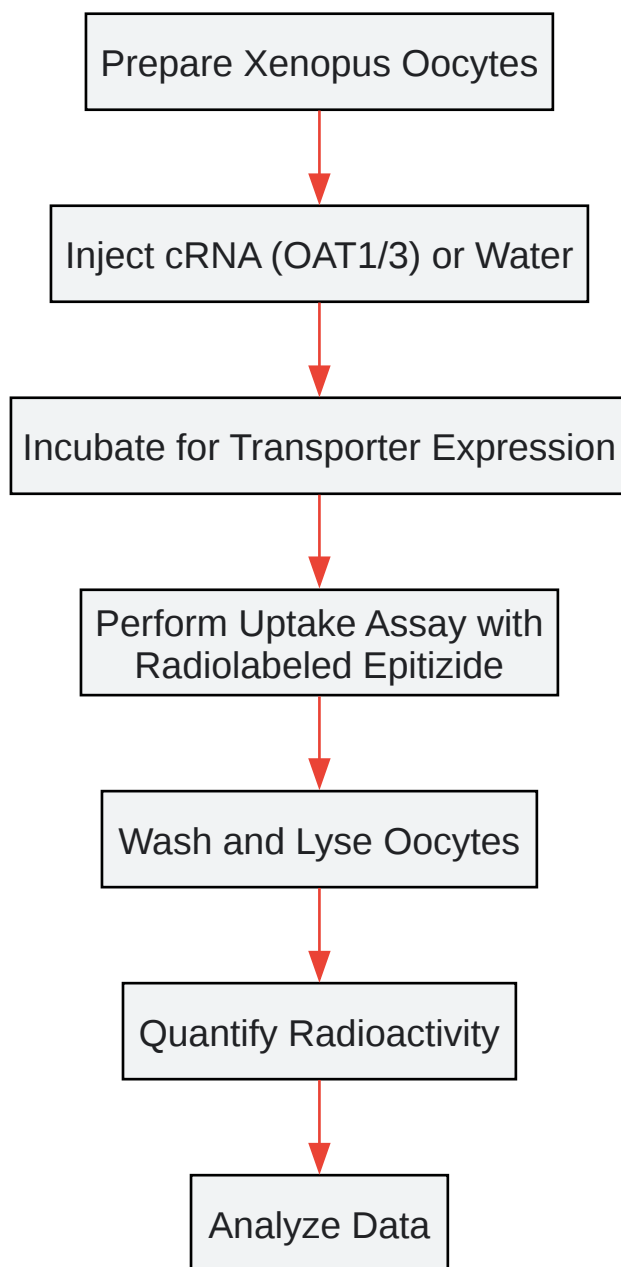 Prepare Xenopus Oocytes
Inject cRNA (OAT1/3) or Water
Incubate for Transporter Expression
Perform Uptake Assay with
Radiolabeled Epitizide
Wash and Lyse Oocytes
Quantify Radioactivity
Analyze Data